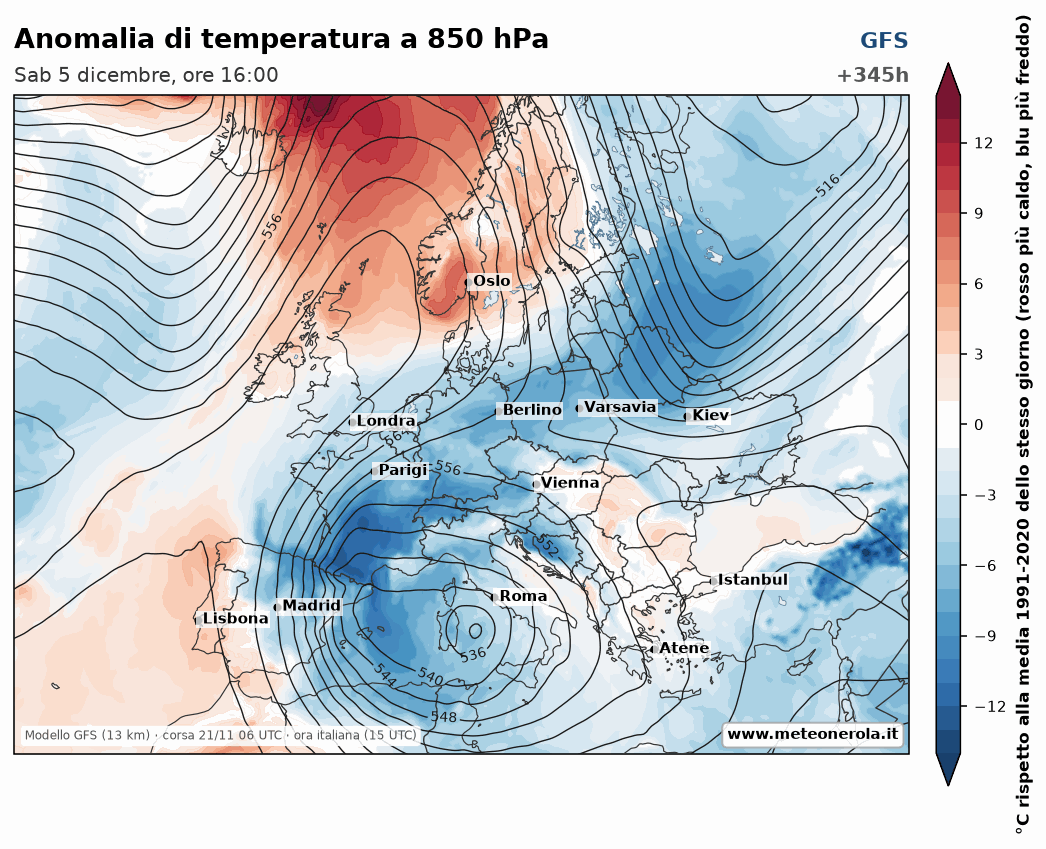 Anomalia di temperatura a 850 hPa
GFS
Sab 5 dicembre, ore 16:00
+345h
516
556
Oslo
Berlino
Varsavia
Kiev
Londra
564
Parigi
556
Vienna
552
Istanbul
Roma
Madrid
Lisbona
Atene
536
540
544
548
Modello GFS (13 km) · corsa 21/11 06 UTC · ora italiana (15 UTC)
www.meteonerola.it
12
9
6
3
0
−3
−6
−9
−12
°C rispetto alla media 1991-2020 dello stesso giorno (rosso più caldo, blu più freddo)